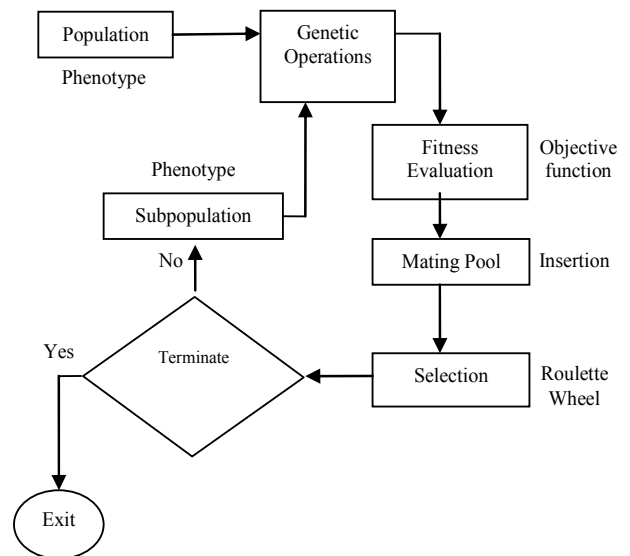 Population
Phenotype
Genetic
Operations
Fitness
Evaluation
Objective
function
Phenotype
Subpopulation
No
Mating Pool
Insertion
Yes
Terminate
Selection
Roulette
Wheel
Exit